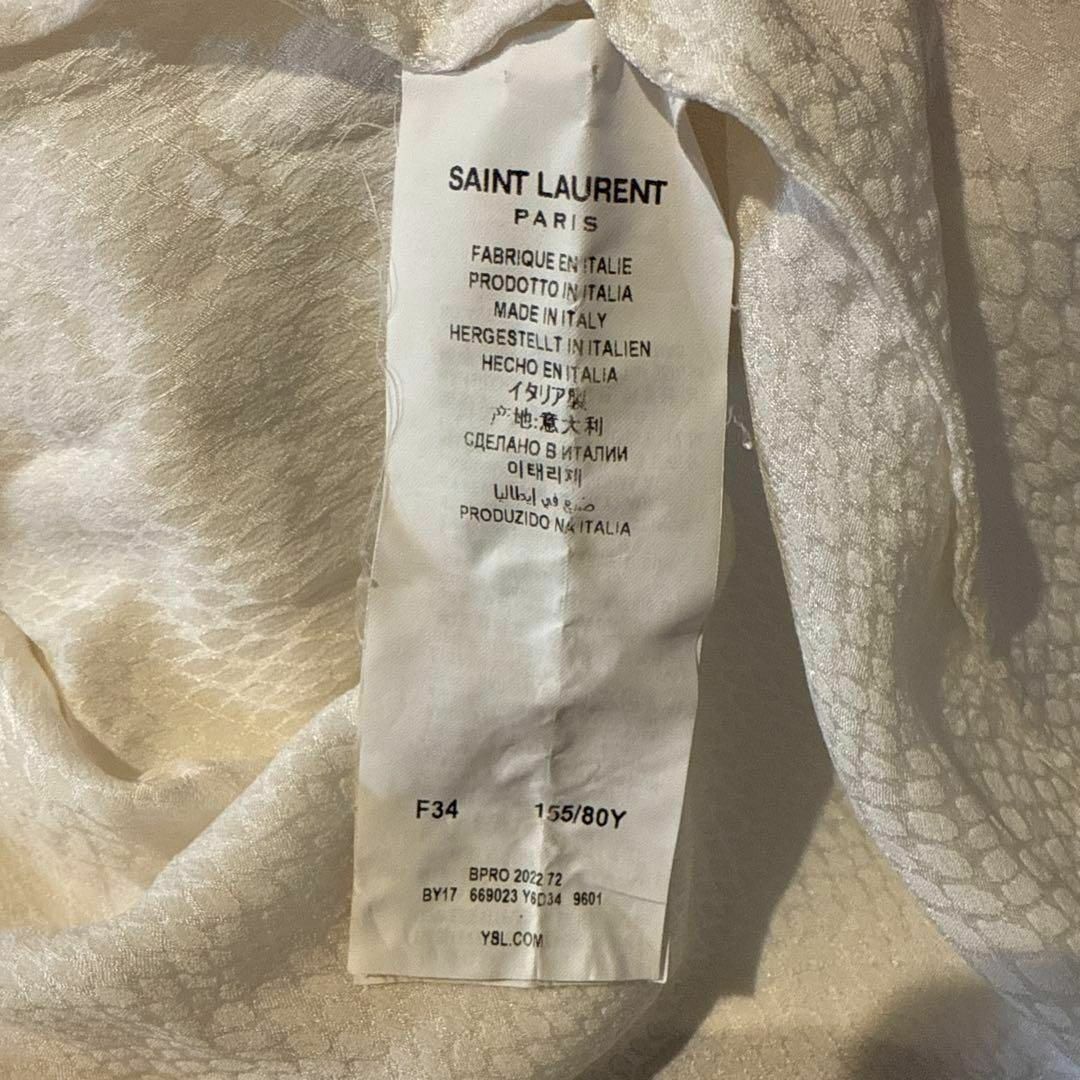 SAINT LAURENT
PARIS
FABRIQUE EN ITALIE
PRODOTTO IN ITALIA
MADE IN ITALY
HERGESTELLT IN ITALIEN
HECHO EN ITALIA
イタリア製
产地:意大利
СДЕЛАНО В ИТАЛИИ
이태리제
صنع في إيطاليا
PRODUZIDO NA ITALIA
F34 155/80Y
BPRO 2022 72
BY17 669023 Y6D34 9601
YSL.COM